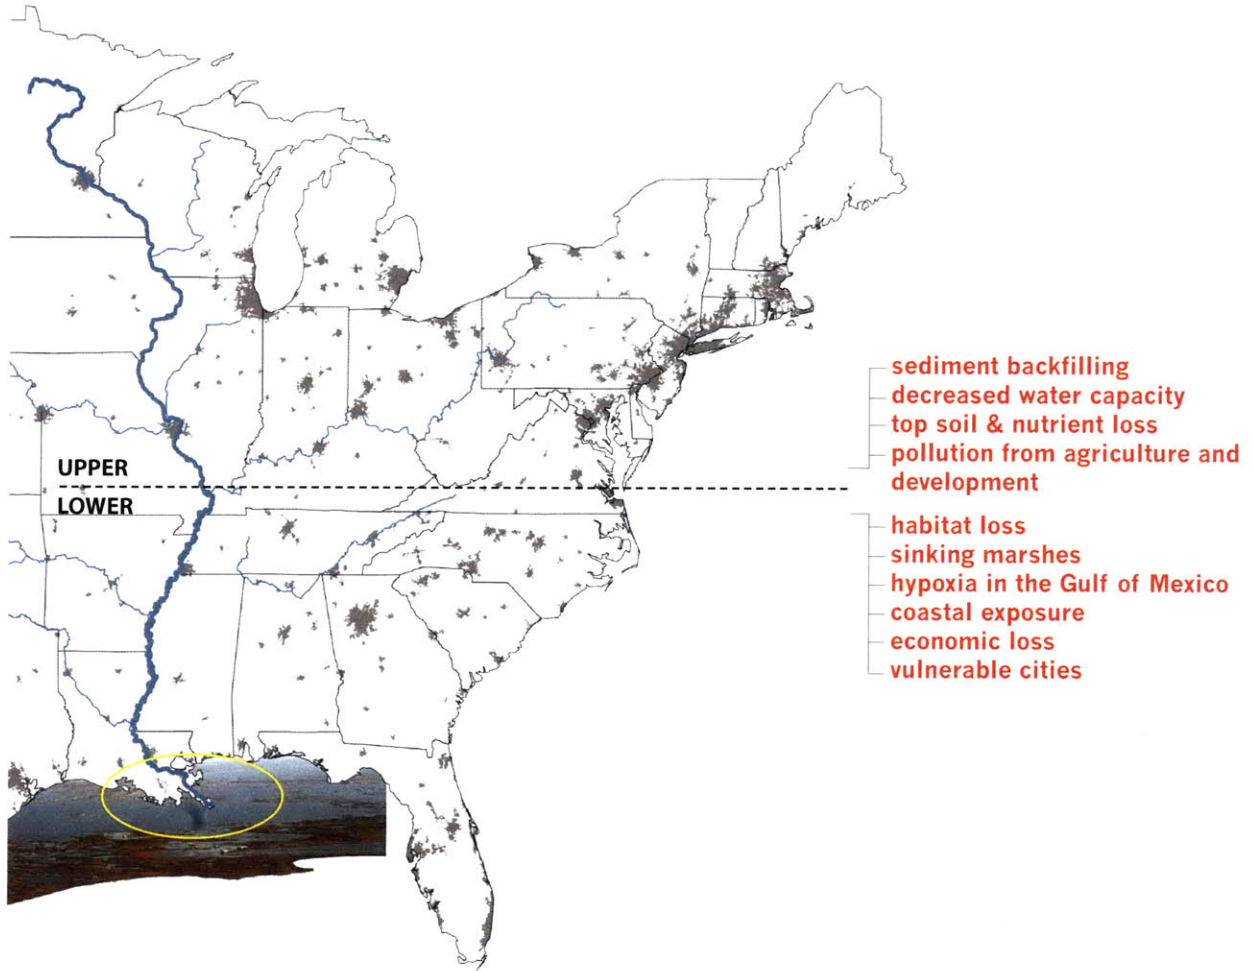 sediment backfilling
decreased water capacity
top soil & nutrient loss
pollution from agriculture and
development
UPPER
LOWER
habitat loss
sinking marshes
hypoxia in the Gulf of Mexico
coastal exposure
economic loss
vulnerable cities